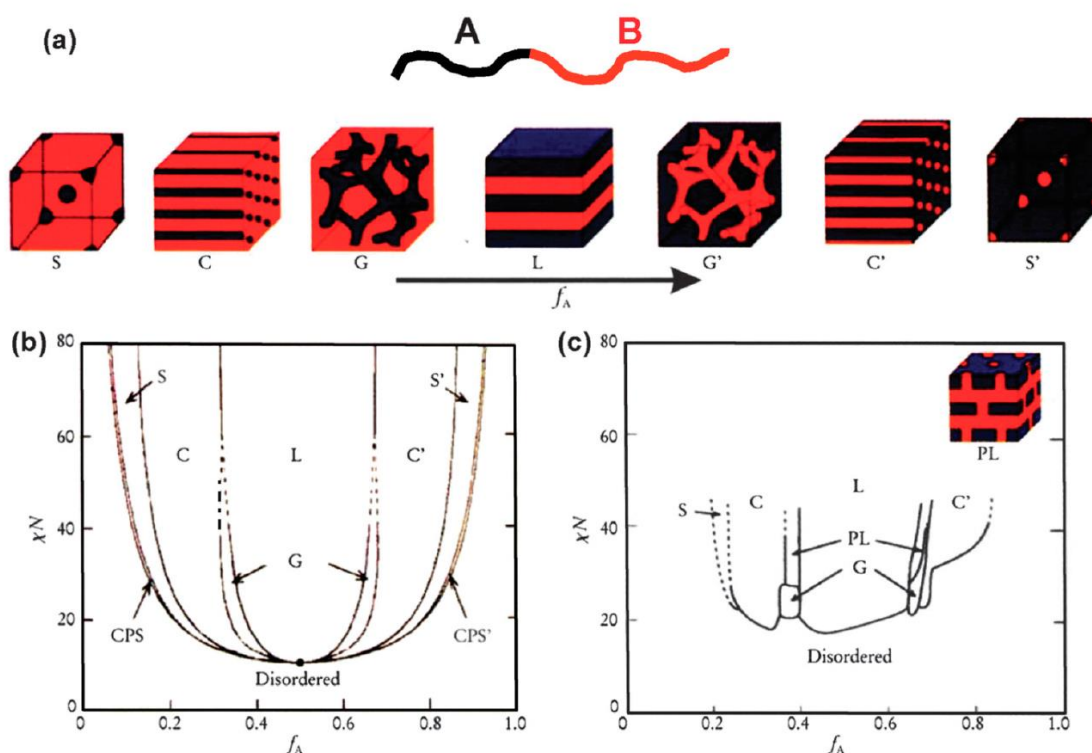 (a)
A B
S C G L G' C' S'
f_A
(b)
80
60
40
20
0
χN
S
S'
C
L
C'
G
CPS
CPS'
Disordered
0 0.2 0.4 0.6 0.8 1.0
f_A
(c)
80
60
40
20
0
χN
PL
S
C
L
C'
PL
G
Disordered
0 0.2 0.4 0.6 0.8 1.0
f_A